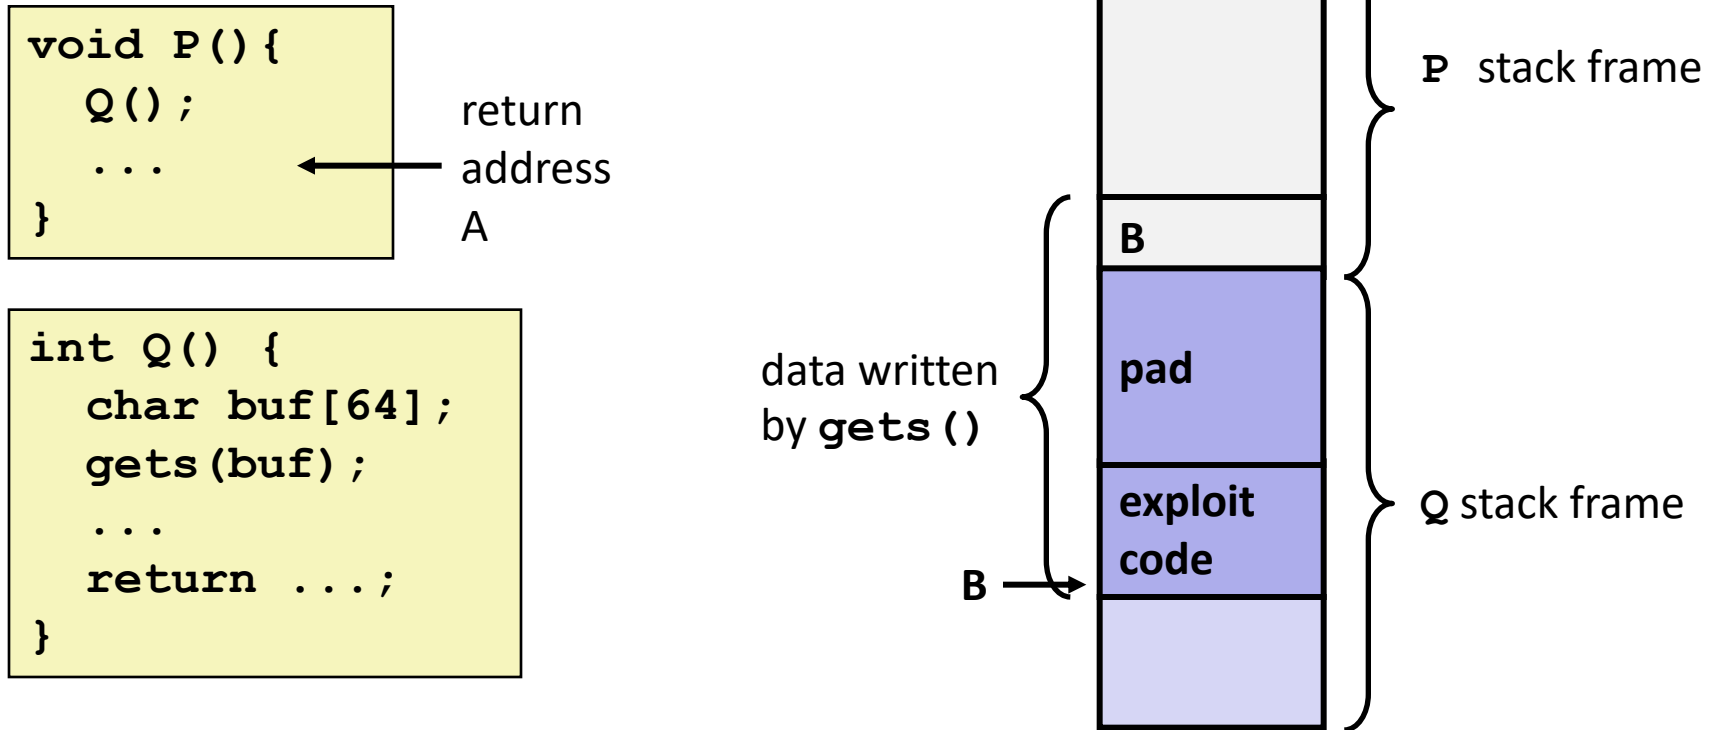 void P(){
Q();
...
}
return
address
A
int Q() {
char buf[64];
gets(buf);
...
return ...;
}
data written
by gets()
B
B
pad
exploit
code
P stack frame
Q stack frame